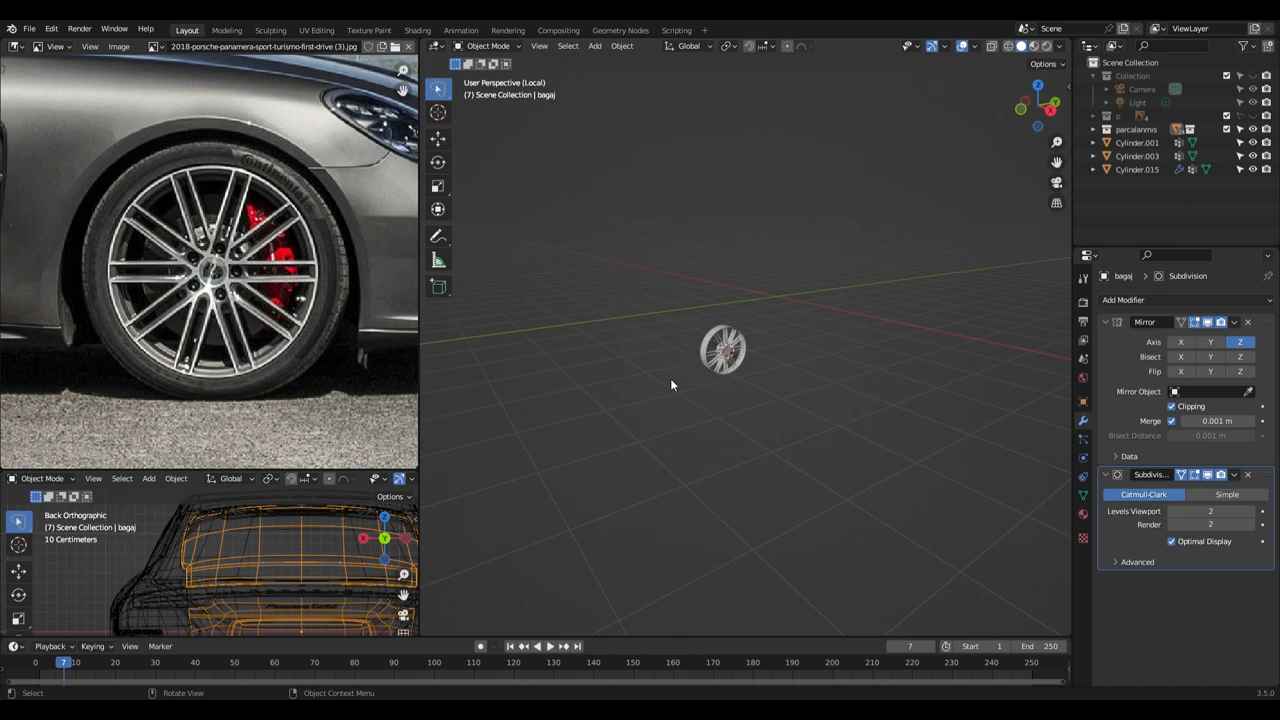 File Edit Render Window Help Layout Modeling Sculpting UV Editing Texture Paint Shading Animation Rendering Compositing Geometry Nodes Scripting + Scene ViewLayer
View View Image 2018-porsche-panamera-sport-turismo-first-drive (3).jpg
Object Mode View Select Add Object Global
Options
User Perspective (Local)
(7) Scene Collection | bagaj
Z
Y
X
Continental
Scene Collection
Collection
Camera
Light
p
parcalanmis
Cylinder.001
Cylinder.003
Cylinder.015
bagaj > Subdivision
Add Modifier
Mirror
Axis X Y Z
Bisect X Y Z
Flip X Y Z
Mirror Object
Clipping
Merge 0.001 m
Bisect Distance 0.001 m
Data
Subdivis...
Catmull-Clark Simple
Levels Viewport 2
Render 2
Optimal Display
Advanced
Object Mode View Select Add Object Global
Options
Back Orthographic
(7) Scene Collection | bagaj
10 Centimeters
Z
X Y
Playback Keying View Marker 7 Start 1 End 250
0 7 10 20 30 40 50 60 70 80 90 100 110 120 130 140 150 160 170 180 190 200 210 220 230 240 250
Select Rotate View Object Context Menu 3.5.0